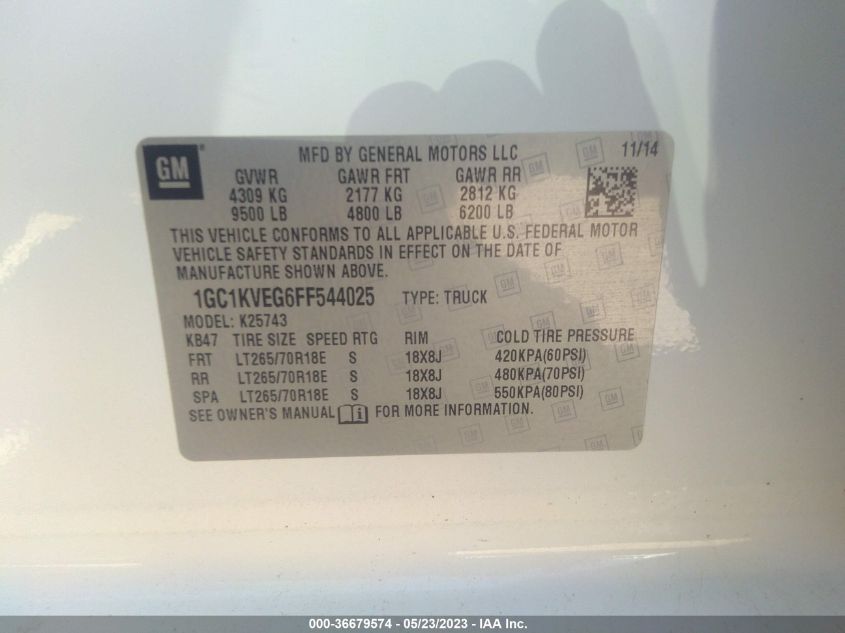 GM
MFD BY GENERAL MOTORS LLC 11/14
GVWR GAWR FRT GAWR RR
4309 KG 2177 KG 2812 KG
9500 LB 4800 LB 6200 LB
THIS VEHICLE CONFORMS TO ALL APPLICABLE U.S. FEDERAL MOTOR
VEHICLE SAFETY STANDARDS IN EFFECT ON THE DATE OF
MANUFACTURE SHOWN ABOVE.
1GC1KVEG6FF544025 TYPE: TRUCK
MODEL: K25743
KB47 TIRE SIZE SPEED RTG RIM COLD TIRE PRESSURE
FRT LT265/70R18E S 18X8J 420KPA(60PSI)
RR LT265/70R18E S 18X8J 480KPA(70PSI)
SPA LT265/70R18E S 18X8J 550KPA(80PSI)
SEE OWNER'S MANUAL FOR MORE INFORMATION.
000-36679574 - 05/23/2023 - IAA Inc.